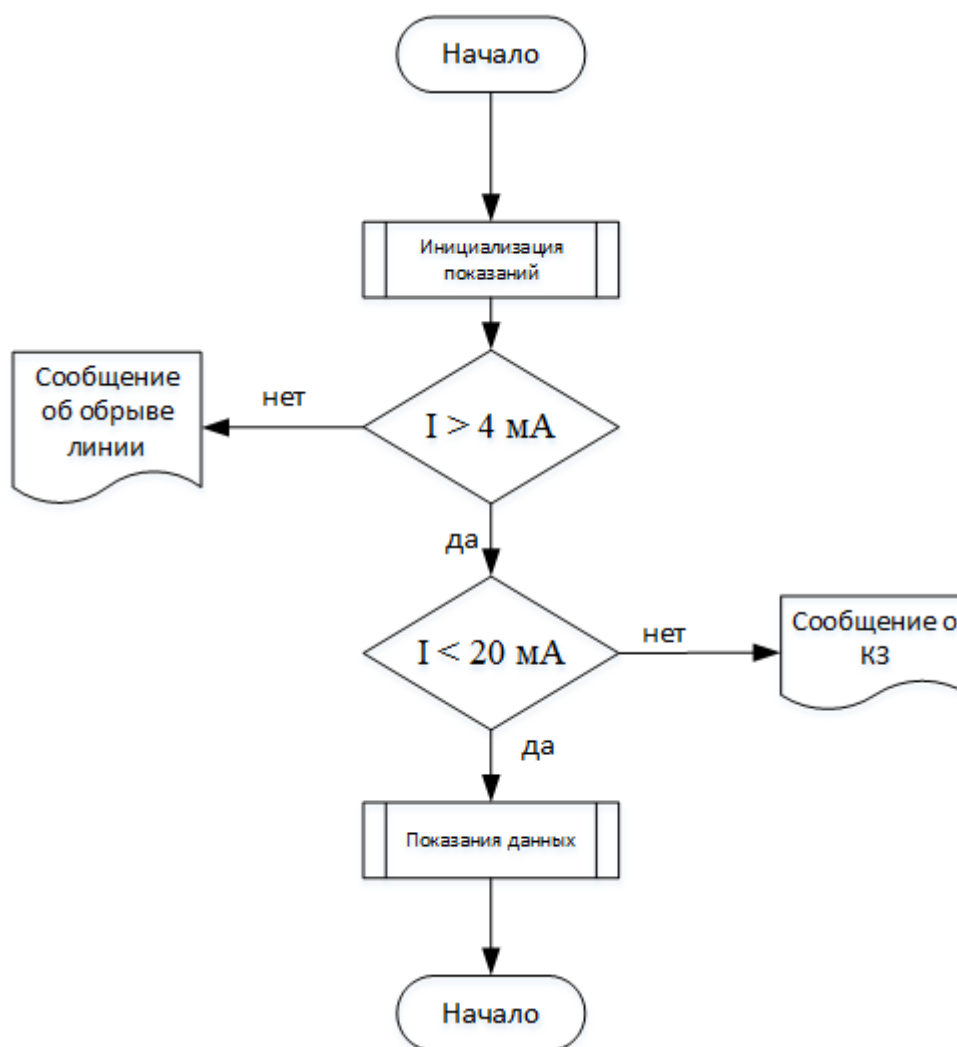 Начало
Инициализация
показаний
Сообщение
об обрыве
линии
нет
I > 4 мА
да
I < 20 мА
нет
Сообщение о
КЗ
да
Показания данных
Начало